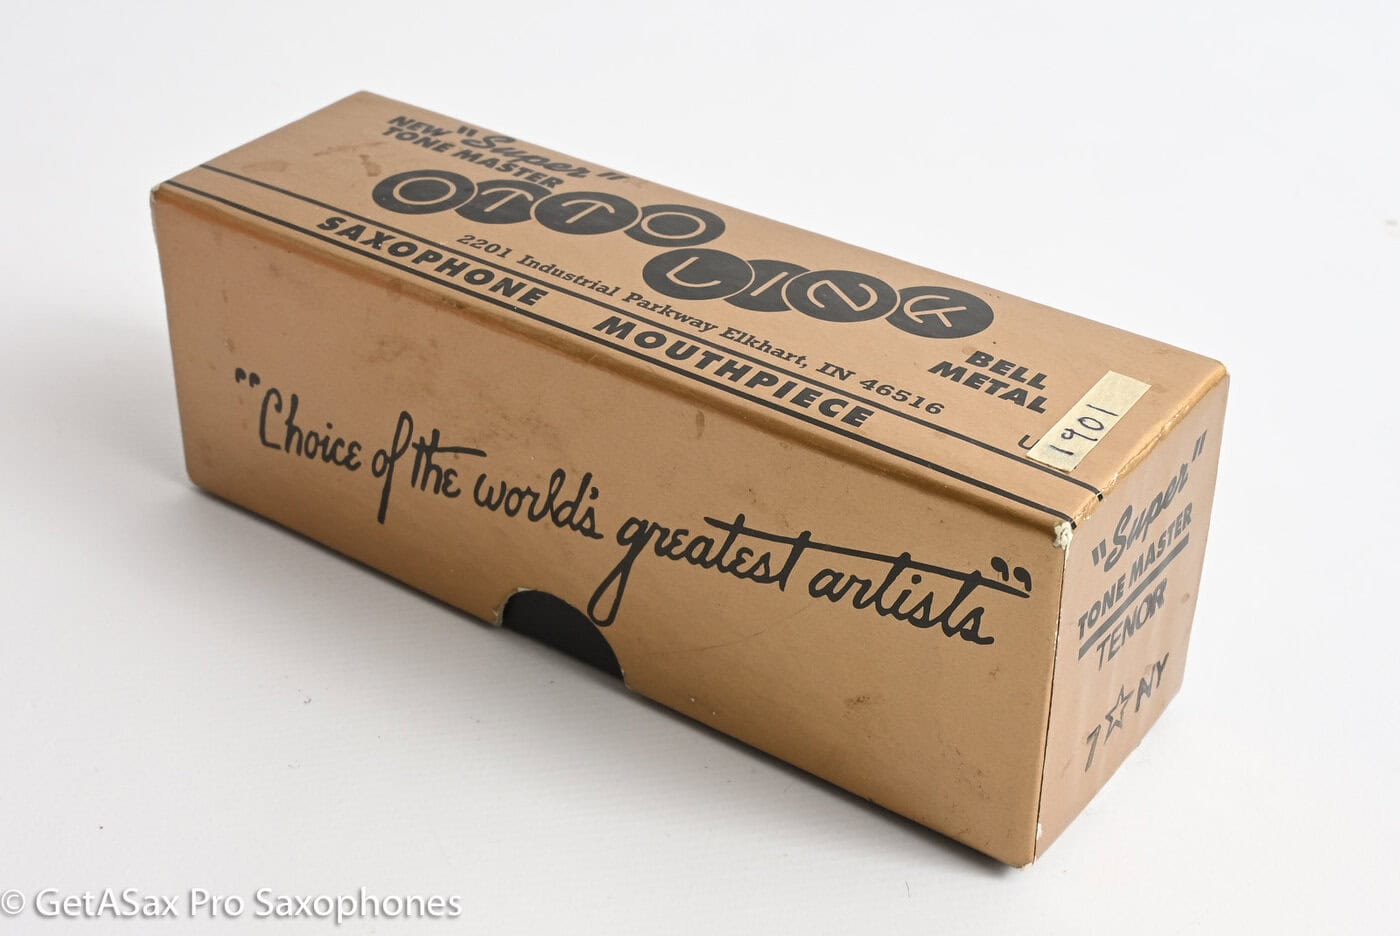 NEW "Super"
TONE MASTER
OTTO
LINK
2201 Industrial Parkway Elkhart, IN 46516
BELL
METAL
SAXOPHONE MOUTHPIECE
1901
"Choice of the world's greatest artists"
"Super"
TONE MASTER
TENOR
7☆NY
© GetASax Pro Saxophones